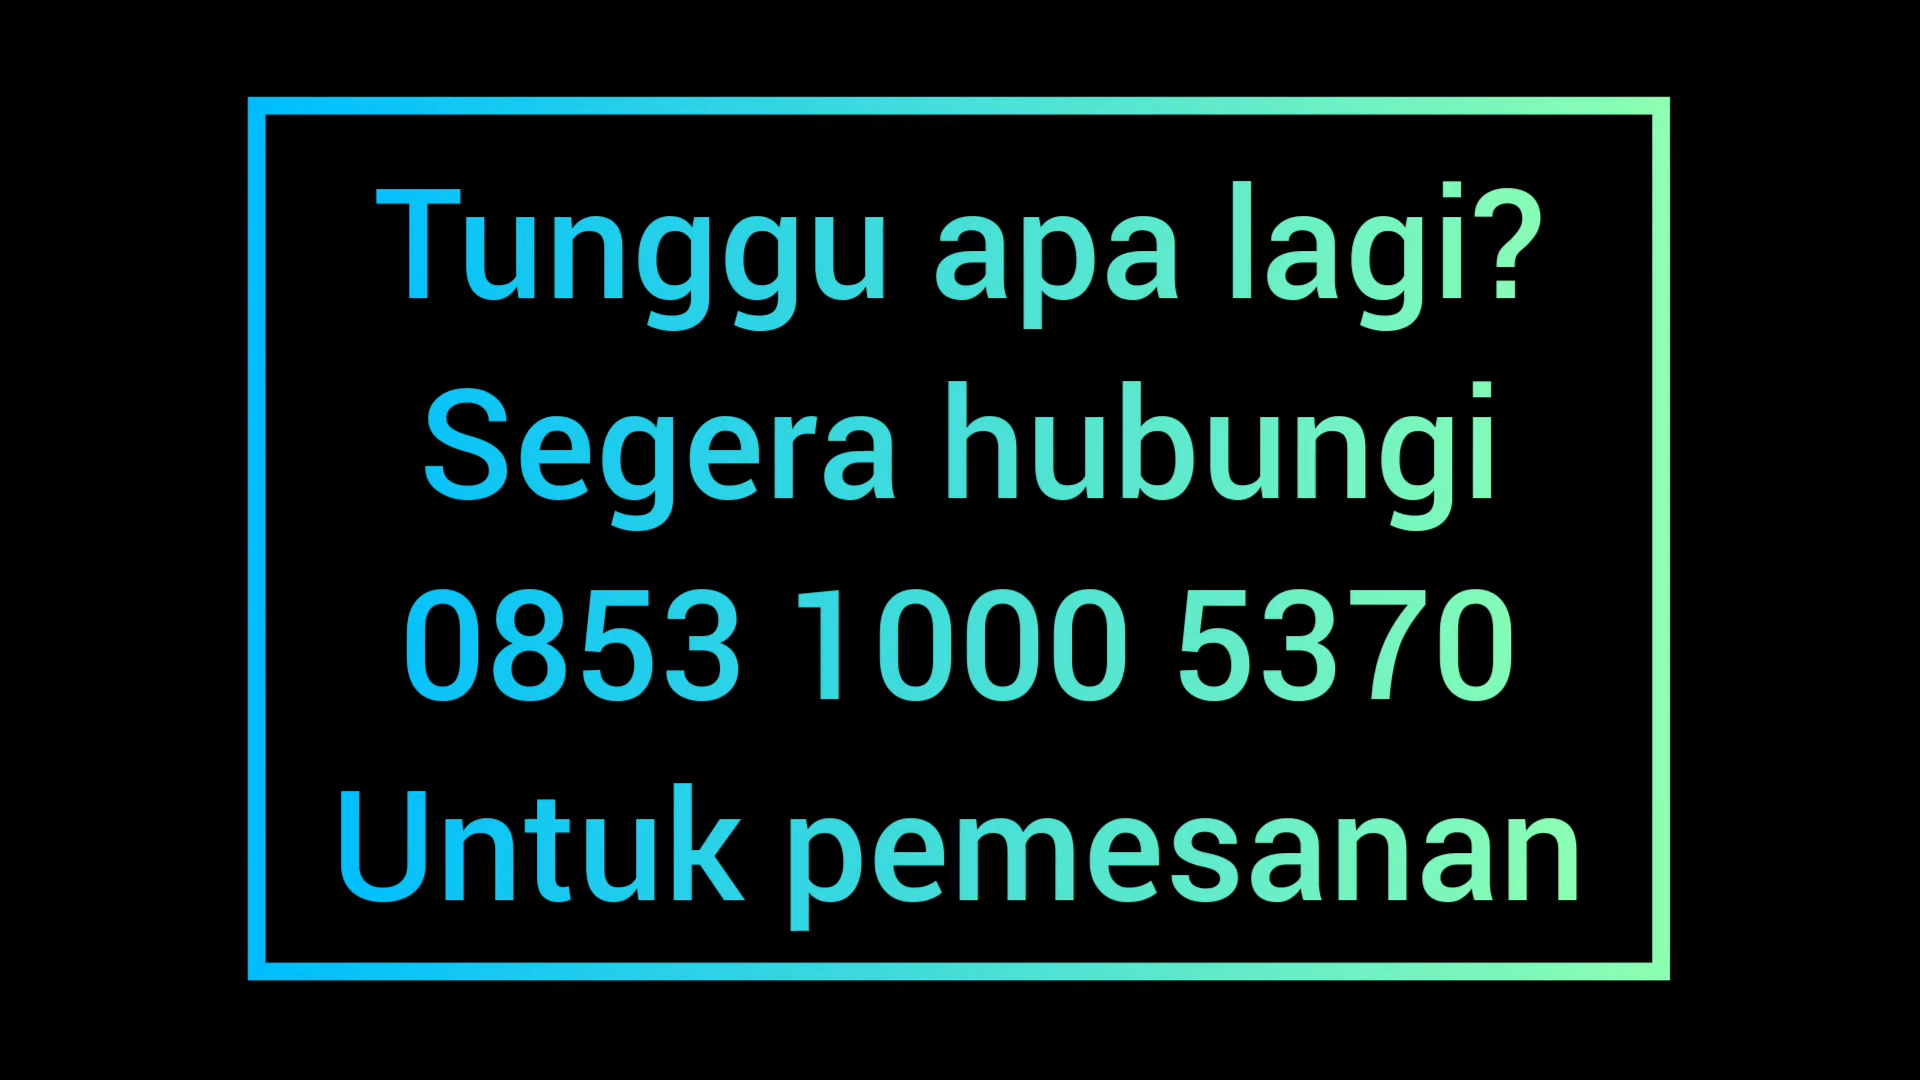 Tunggu apa lagi?
Segera hubungi
0853 1000 5370
Untuk pemesanan